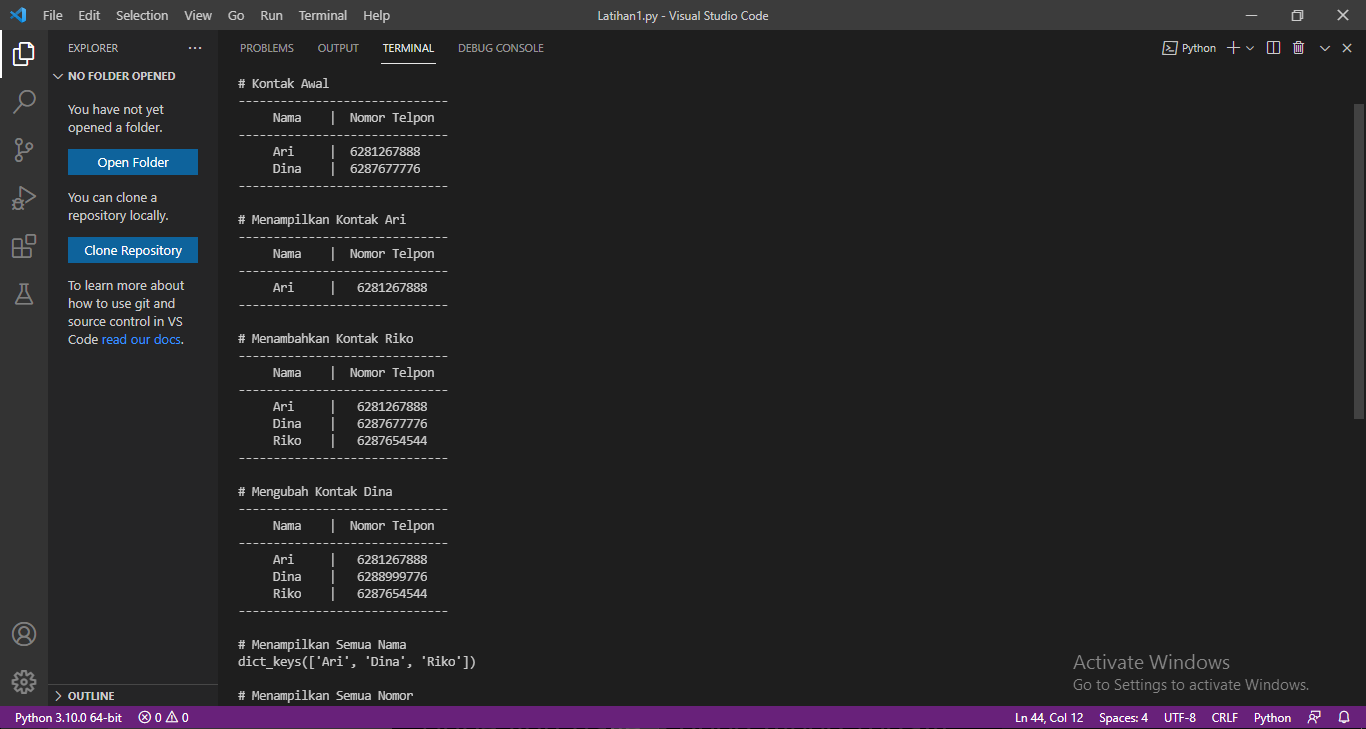 File Edit Selection View Go Run Terminal Help
Latihan1.py - Visual Studio Code
EXPLORER
NO FOLDER OPENED
You have not yet
opened a folder.
Open Folder
You can clone a
repository locally.
Clone Repository
To learn more about
how to use git and
source control in VS
Code read our docs.
OUTLINE
PROBLEMS OUTPUT TERMINAL DEBUG CONSOLE
Python
# Kontak Awal
------------------------------
Nama | Nomor Telpon
------------------------------
Ari | 6281267888
Dina | 6287677776
------------------------------
# Menampilkan Kontak Ari
------------------------------
Nama | Nomor Telpon
------------------------------
Ari | 6281267888
------------------------------
# Menambahkan Kontak Riko
------------------------------
Nama | Nomor Telpon
------------------------------
Ari | 6281267888
Dina | 6287677776
Riko | 6287654544
------------------------------
# Mengubah Kontak Dina
------------------------------
Nama | Nomor Telpon
------------------------------
Ari | 6281267888
Dina | 6288999776
Riko | 6287654544
------------------------------
# Menampilkan Semua Nama
dict_keys(['Ari', 'Dina', 'Riko'])
# Menampilkan Semua Nomor
Activate Windows
Go to Settings to activate Windows.
Python 3.10.0 64-bit 0 0
Ln 44, Col 12 Spaces: 4 UTF-8 CRLF Python